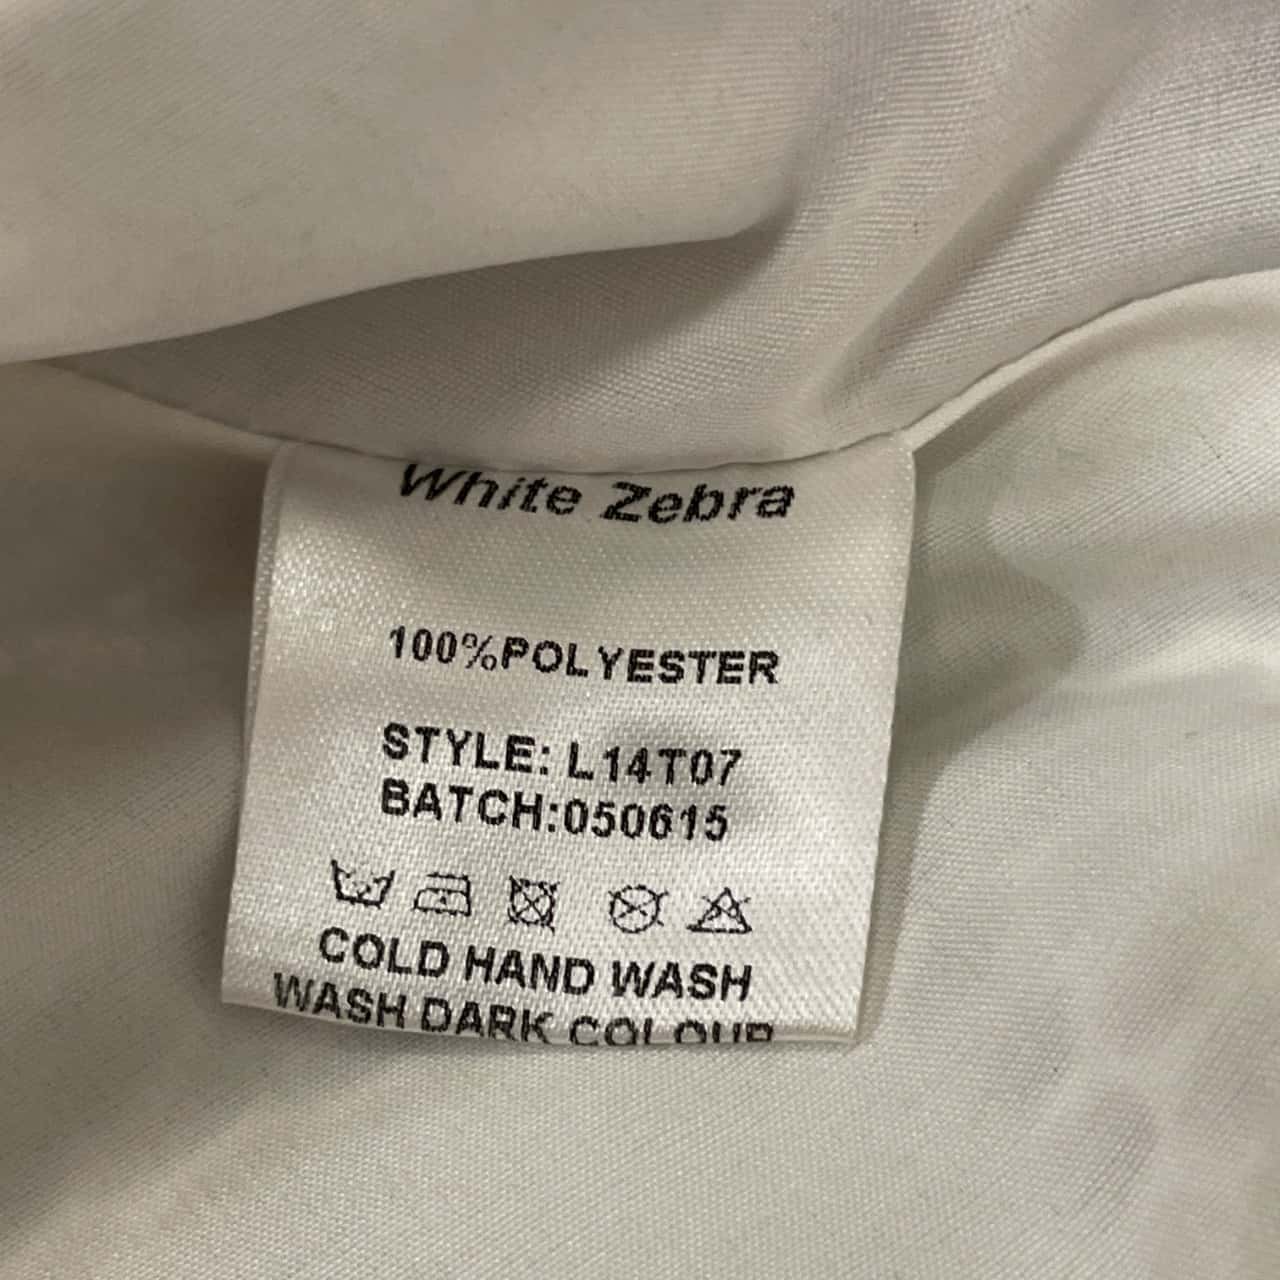 White Zebra
100%POLYESTER
STYLE: L14T07
BATCH:050615
COLD HAND WASH
WASH DARK COLOUR